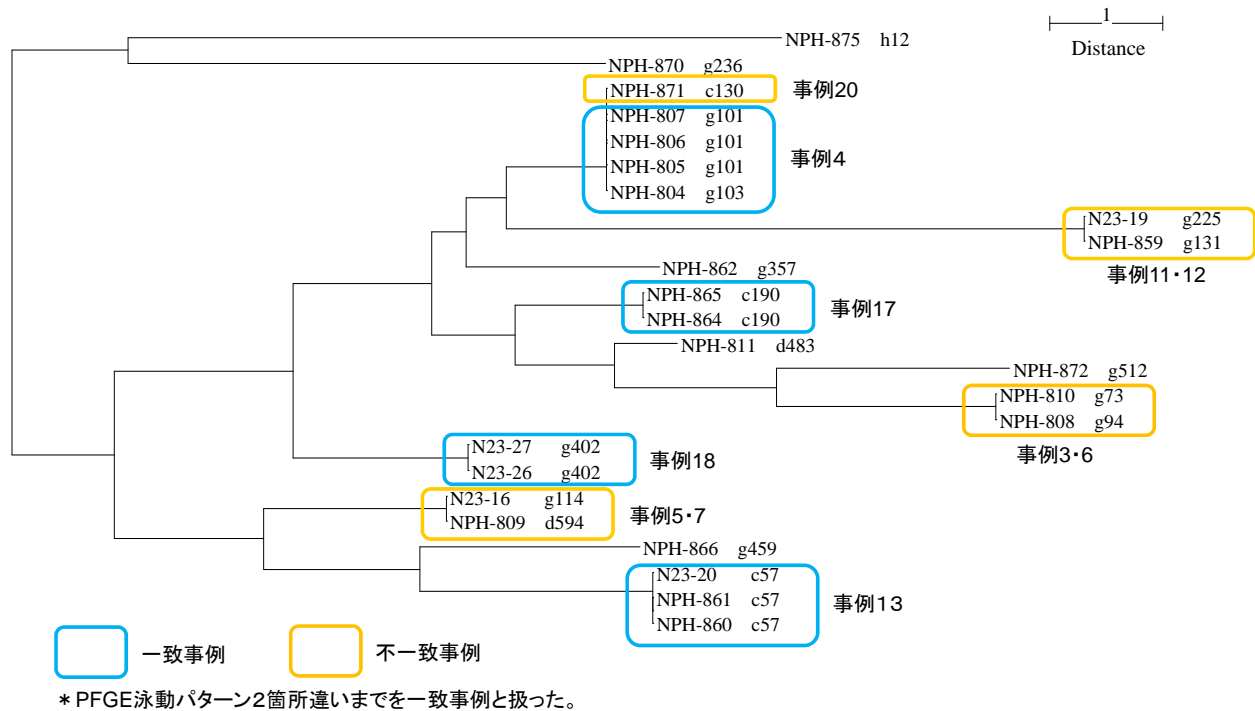 1
Distance
NPH-875 h12
NPH-870 g236
NPH-871 c130
事例20
NPH-807 g101
NPH-806 g101
NPH-805 g101
NPH-804 g103
事例4
N23-19 g225
NPH-859 g131
事例11・12
NPH-862 g357
NPH-865 c190
NPH-864 c190
事例17
NPH-811 d483
NPH-872 g512
NPH-810 g73
NPH-808 g94
事例3・6
N23-27 g402
N23-26 g402
事例18
N23-16 g114
NPH-809 d594
事例5・7
NPH-866 g459
N23-20 c57
NPH-861 c57
NPH-860 c57
事例13
一致事例
不一致事例
*PFGE泳動パターン2箇所違いまでを一致事例と扱った。